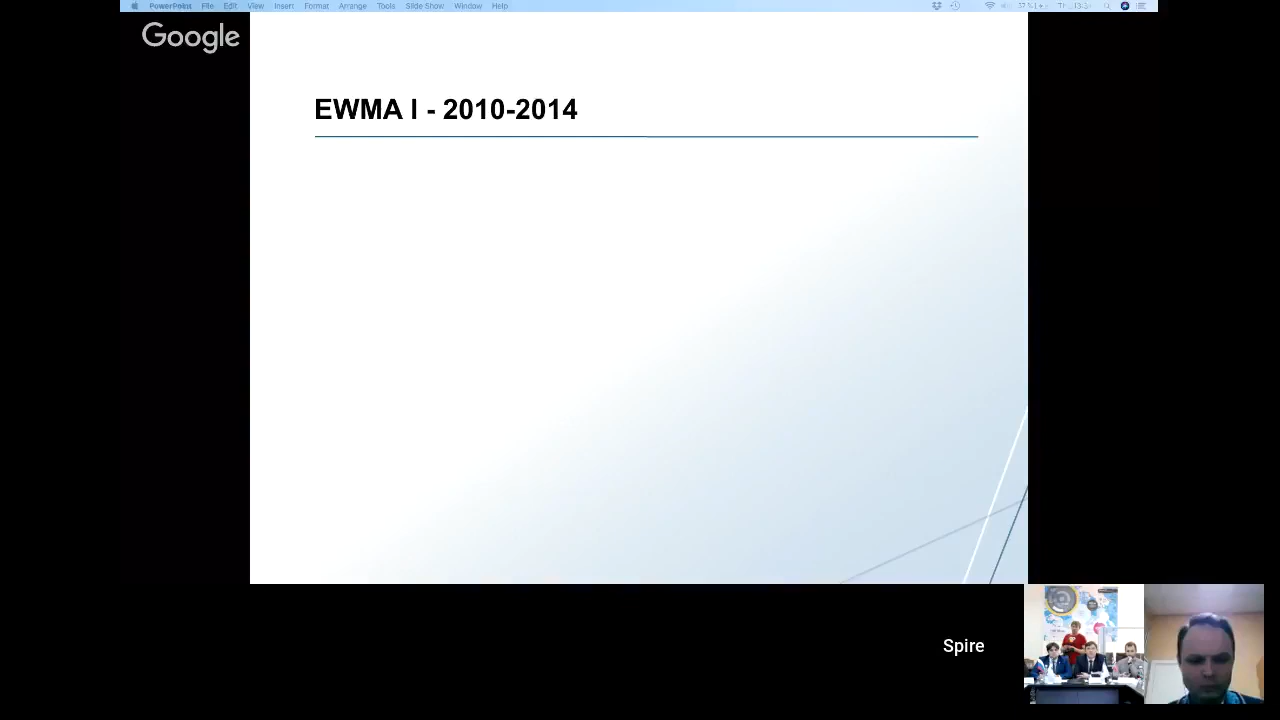 PowerPoint File Edit View Insert Format Arrange Tools Slide Show Window Help
Google
EWMA I - 2010-2014
Spire